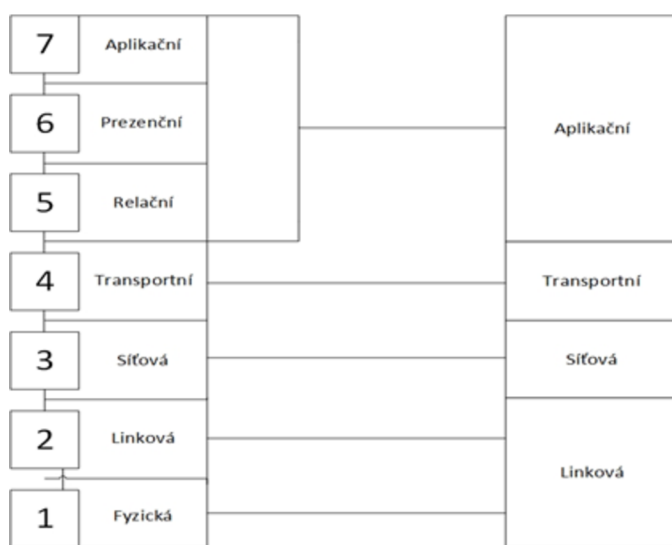 7 Aplikační
6 Prezenční
5 Relační
4 Transportní
3 Síťová
2 Linková
1 Fyzická
Aplikační
Transportní
Síťová
Linková